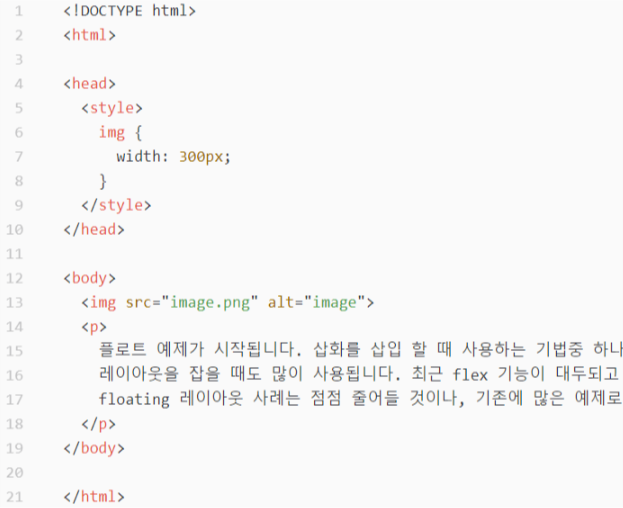 1 <!DOCTYPE html>
2 <html>
3
4 <head>
5 <style>
6 img {
7 width: 300px;
8 }
9 </style>
10 </head>
11
12 <body>
13 <img src="image.png" alt="image">
14 <p>
15 플로트 예제가 시작됩니다. 삽화를 삽입 할 때 사용하는 기법중 하나
16 레이아웃을 잡을 때도 많이 사용됩니다. 최근 flex 기능이 대두되고
17 floating 레이아웃 사례는 점점 줄어들 것이나, 기존에 많은 예제로
18 </p>
19 </body>
20
21 </html>